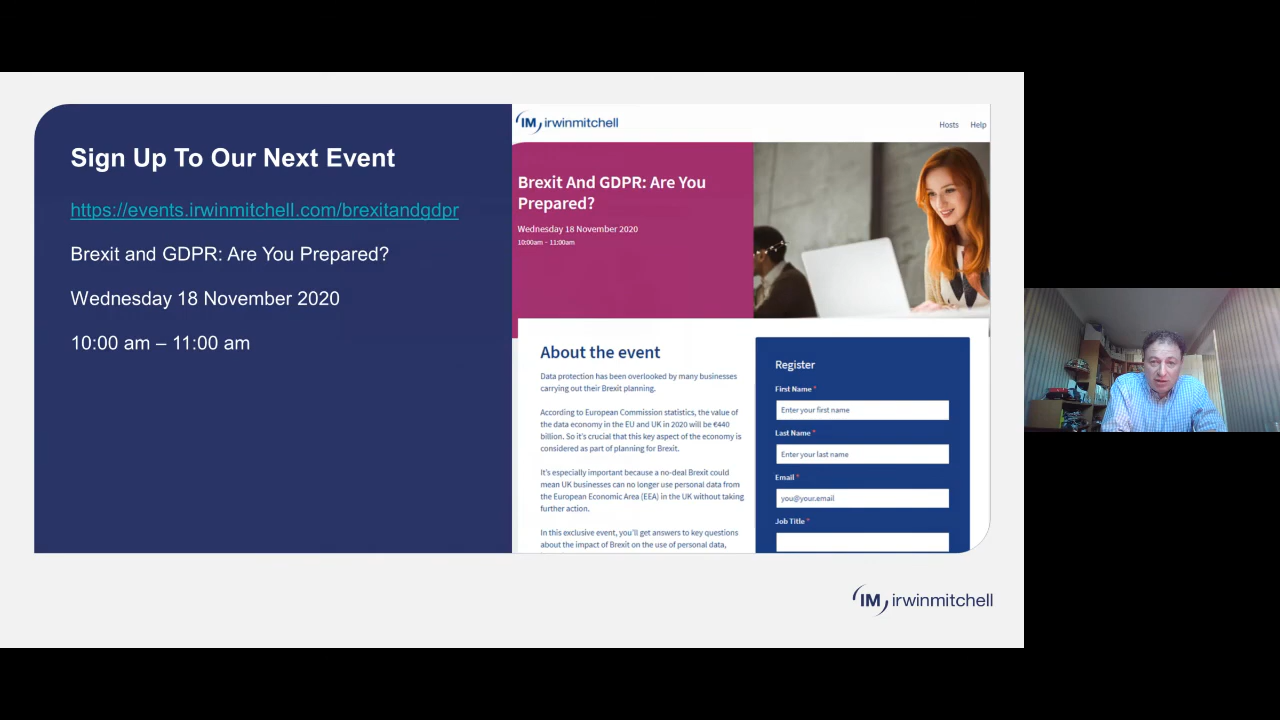 Sign Up To Our Next Event
https://events.irwinmitchell.com/brexitandgdpr
Brexit and GDPR: Are You Prepared?
Wednesday 18 November 2020
10:00 am – 11:00 am
IM irwinmitchell
Hosts Help
Brexit And GDPR: Are You
Prepared?
Wednesday 18 November 2020
10:00am – 11:00am
About the event
Data protection has been overlooked by many businesses
carrying out their Brexit planning.
According to European Commission statistics, the value of
the data economy in the EU and UK in 2020 will be €440
billion. So it's crucial that this key aspect of the economy is
considered as part of planning for Brexit.
It's especially important because a no-deal Brexit could
mean UK businesses can no longer use personal data from
the European Economic Area (EEA) in the UK without taking
further action.
In this exclusive event, you'll get answers to key questions
about the impact of Brexit on the use of personal data,
Register
First Name *
Enter your first name
Last Name *
Enter your last name
Email *
you@your.email
Job Title *
IM irwinmitchell